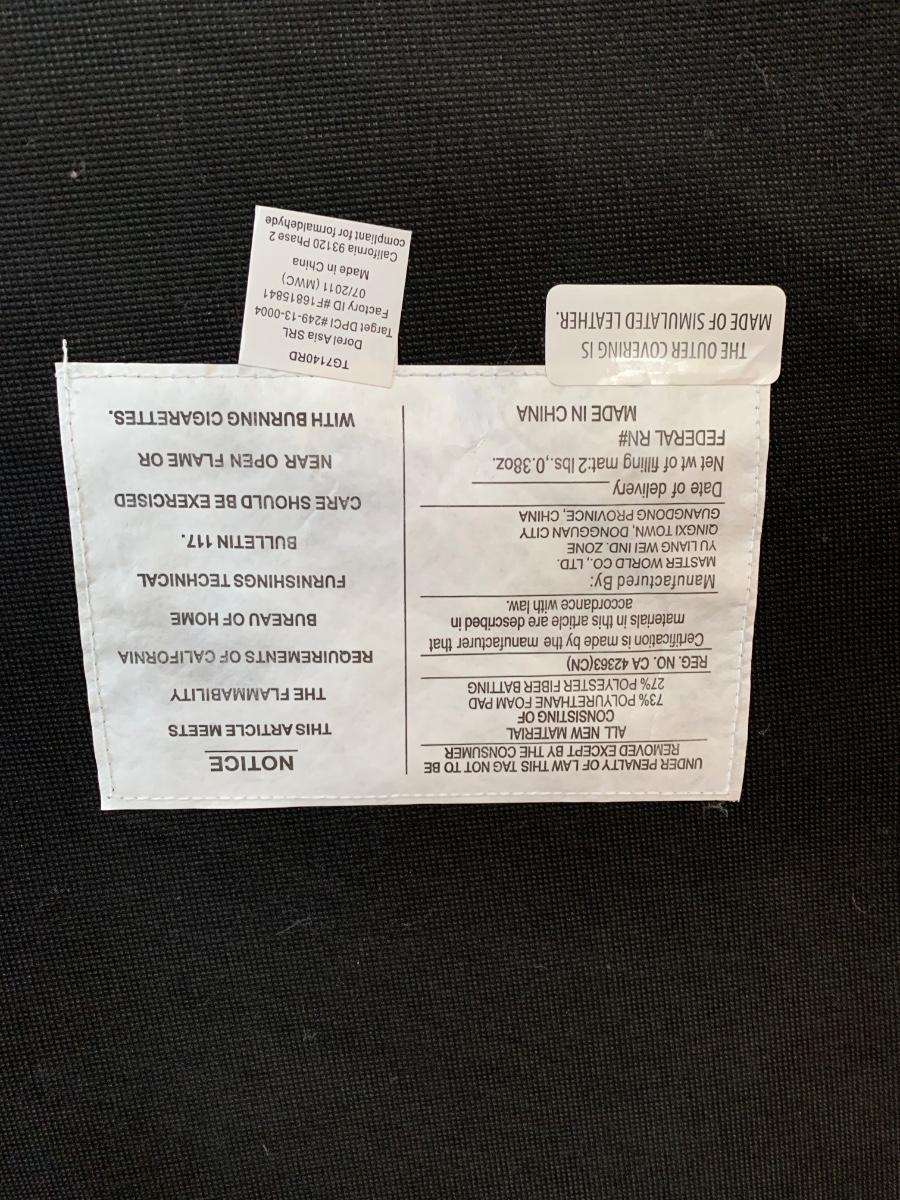 UNDER PENALTY OF LAW THIS TAG NOT TO BE
REMOVED EXCEPT BY THE CONSUMER
ALL NEW MATERIAL
CONSISTING OF
73% POLYURETHANE FOAM PAD
27% POLYESTER FIBER BATTING
REG. NO. CA 42363(CN)
Certification is made by the manufacturer that
materials in this article are described in
accordance with law.
Manufactured By:
MASTER WORLD CO., LTD.
YU LIANG WEI IND. ZONE
QINGXI TOWN, DONGGUAN CITY
GUANGDONG PROVINCE, CHINA,
Date of delivery
Net wt of filling mat:2 lbs.,0.38oz.
FEDERAL RN#
MADE IN CHINA
NOTICE
THIS ARTICLE MEETS
THE FLAMMABILITY
REQUIREMENTS OF CALIFORNIA
BUREAU OF HOME
FURNISHINGS TECHNICAL
BULLETIN 117.
CARE SHOULD BE EXERCISED
NEAR OPEN FLAME OR
WITH BURNING CIGARETTES.
THE OUTER COVERING IS
MADE OF SIMULATED LEATHER.
TG7140RD
Dorel Asia SRL
Target DPCI #249-13-0004
Factory ID #F16815841
07/2011 (MWC)
Made in China
California 93120 Phase 2
compliant for formaldehyde